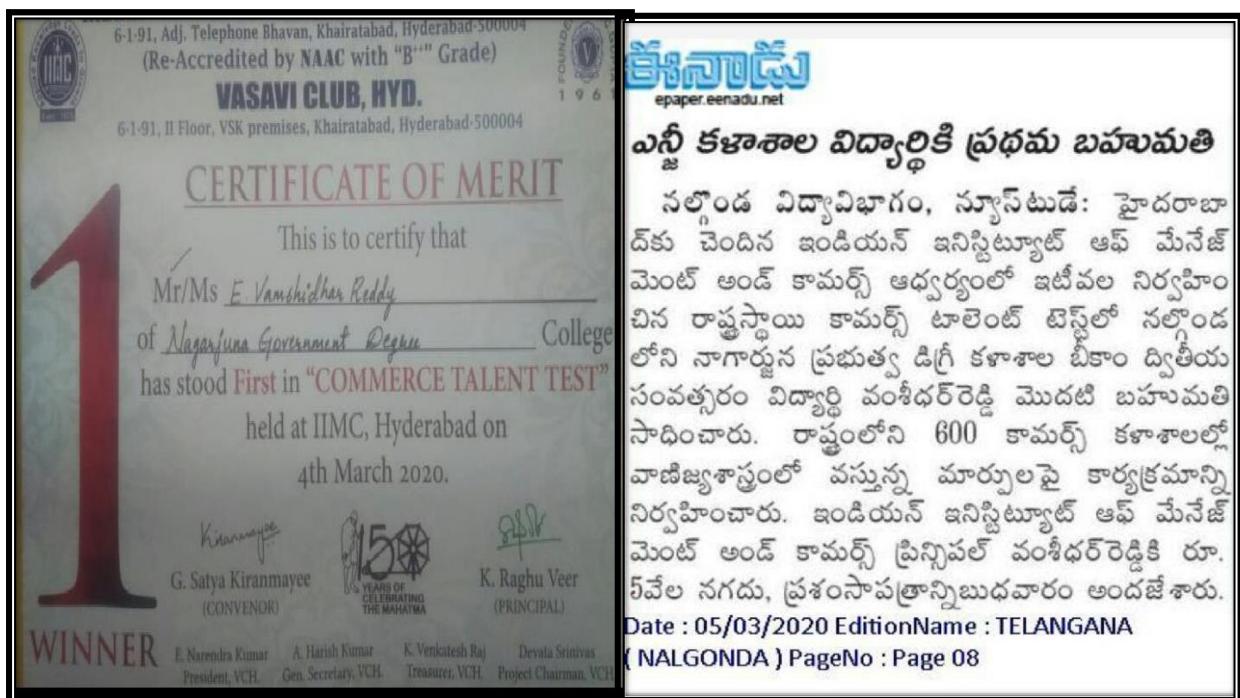 6-1-91, Adj. Telephone Bhavan, Khairatabad, Hyderabad-500004
(Re-Accredited by NAAC with "B++" Grade)
VASAVI CLUB, HYD.
6-1-91, II Floor, VSK premises, Khairatabad, Hyderabad-500004
IIMC
1961
1
CERTIFICATE OF MERIT
This is to certify that
Mr/Ms E. Vamshidhar Reddy
of Nagarjuna Government Degree College
has stood First in "COMMERCE TALENT TEST"
held at IIMC, Hyderabad on
4th March 2020.
Kiranmayee
G. Satya Kiranmayee
(CONVENOR)
150
YEARS OF
CELEBRATING
THE MAHATMA
K. Raghu Veer
(PRINCIPAL)
WINNER
E. Narendra Kumar
President, VCH.
A. Harish Kumar
Gen. Secretary, VCH.
K. Venkatesh Raj
Treasurer, VCH.
Devata Srinivas
Project Chairman, VCH
ఈనాడు
epaper.eenadu.net
ఎన్జీ కళాశాల విద్యార్థికి ప్రథమ బహుమతి
నల్గొండ విద్యావిభాగం, న్యూస్‌టుడే: హైదరాబా
ద్‌కు చెందిన ఇండియన్ ఇనిస్టిట్యూట్ ఆఫ్ మేనేజ్
మెంట్ అండ్ కామర్స్ ఆధ్వర్యంలో ఇటీవల నిర్వహిం
చిన రాష్ట్రస్థాయి కామర్స్ టాలెంట్ టెస్ట్‌లో నల్గొండ
లోని నాగార్జున ప్రభుత్వ డిగ్రీ కళాశాల బీకాం ద్వితీయ
సంవత్సరం విద్యార్థి వంశీధర్‌రెడ్డి మొదటి బహుమతి
సాధించారు. రాష్ట్రంలోని 600 కామర్స్ కళాశాలల్లో
వాణిజ్యశాస్త్రంలో వస్తున్న మార్పులపై కార్యక్రమాన్ని
నిర్వహించారు. ఇండియన్ ఇనిస్టిట్యూట్ ఆఫ్ మేనేజ్
మెంట్ అండ్ కామర్స్ ప్రిన్సిపల్ వంశీధర్‌రెడ్డికి రూ.
5వేల నగదు, ప్రశంసాపత్రాన్నిబుధవారం అందజేశారు.
Date : 05/03/2020 EditionName : TELANGANA
( NALGONDA ) PageNo : Page 08